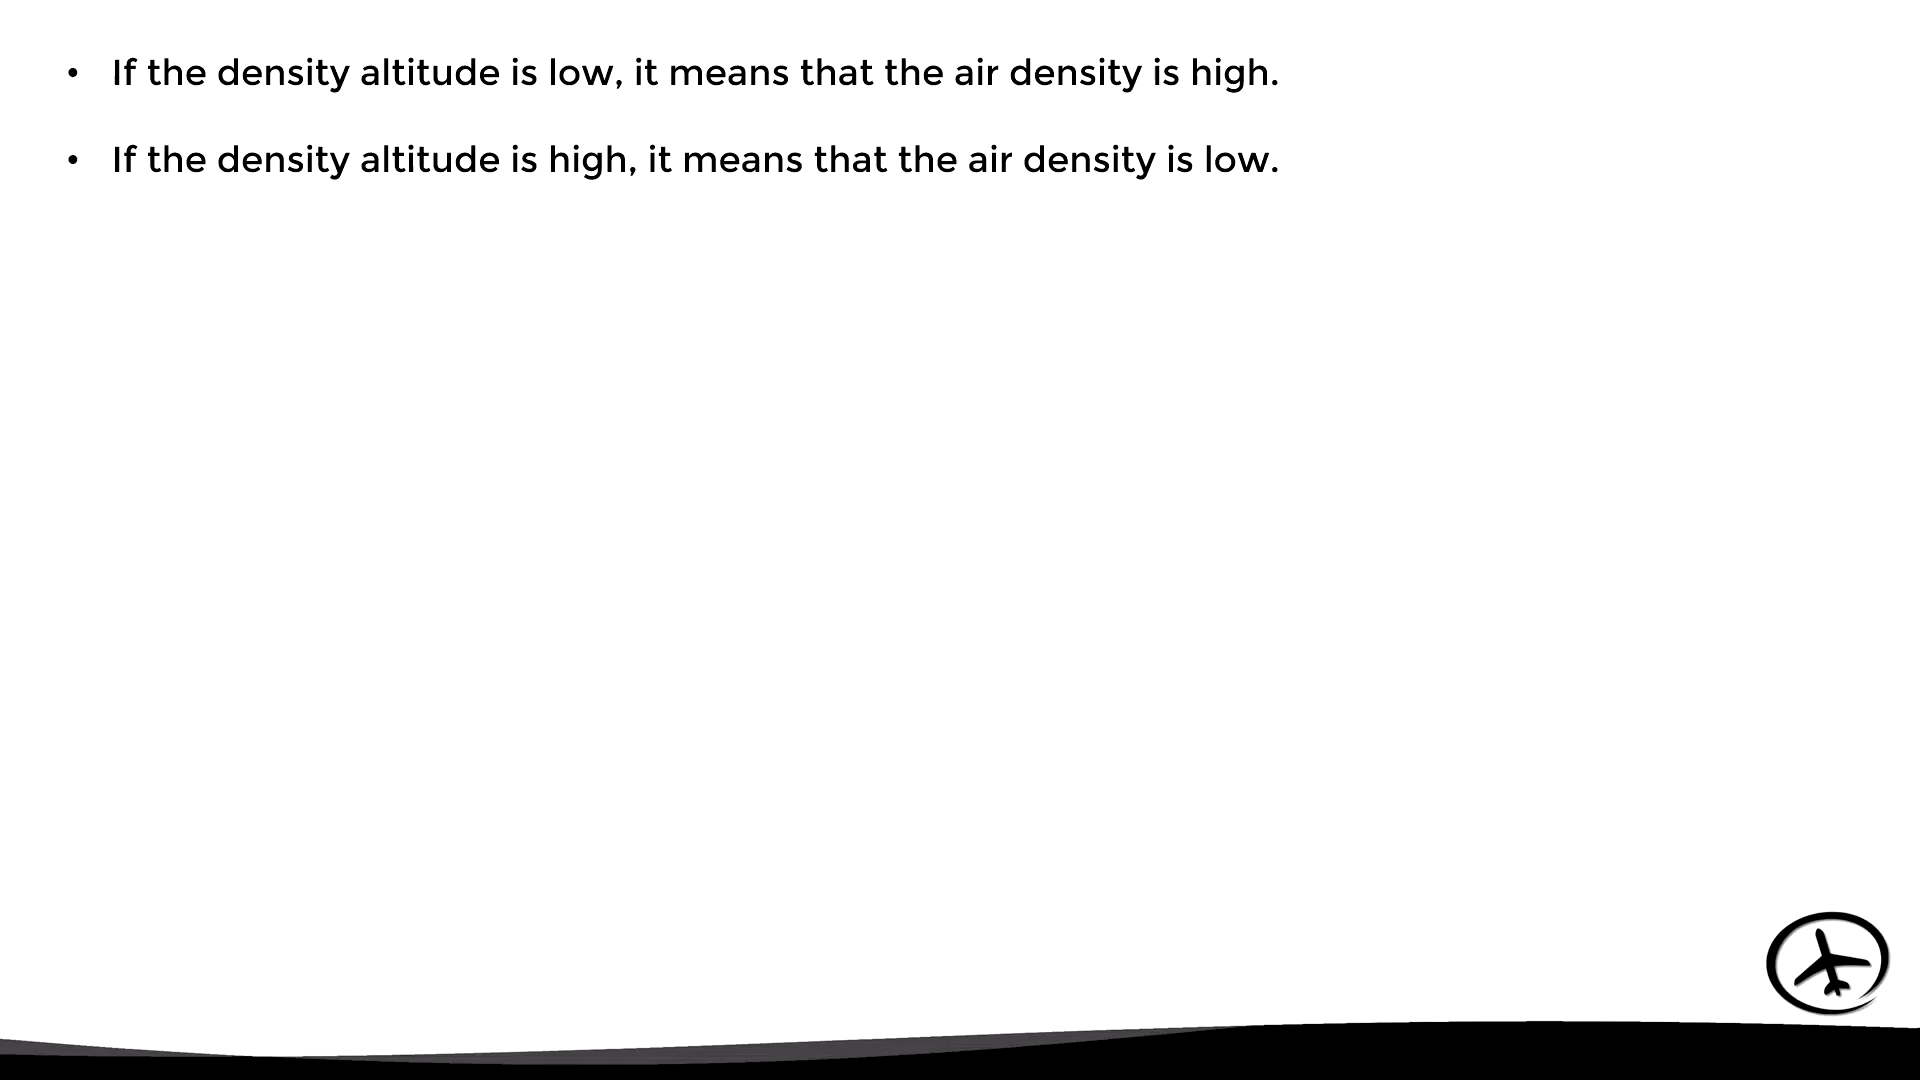 • If the density altitude is low, it means that the air density is high.
• If the density altitude is high, it means that the air density is low.